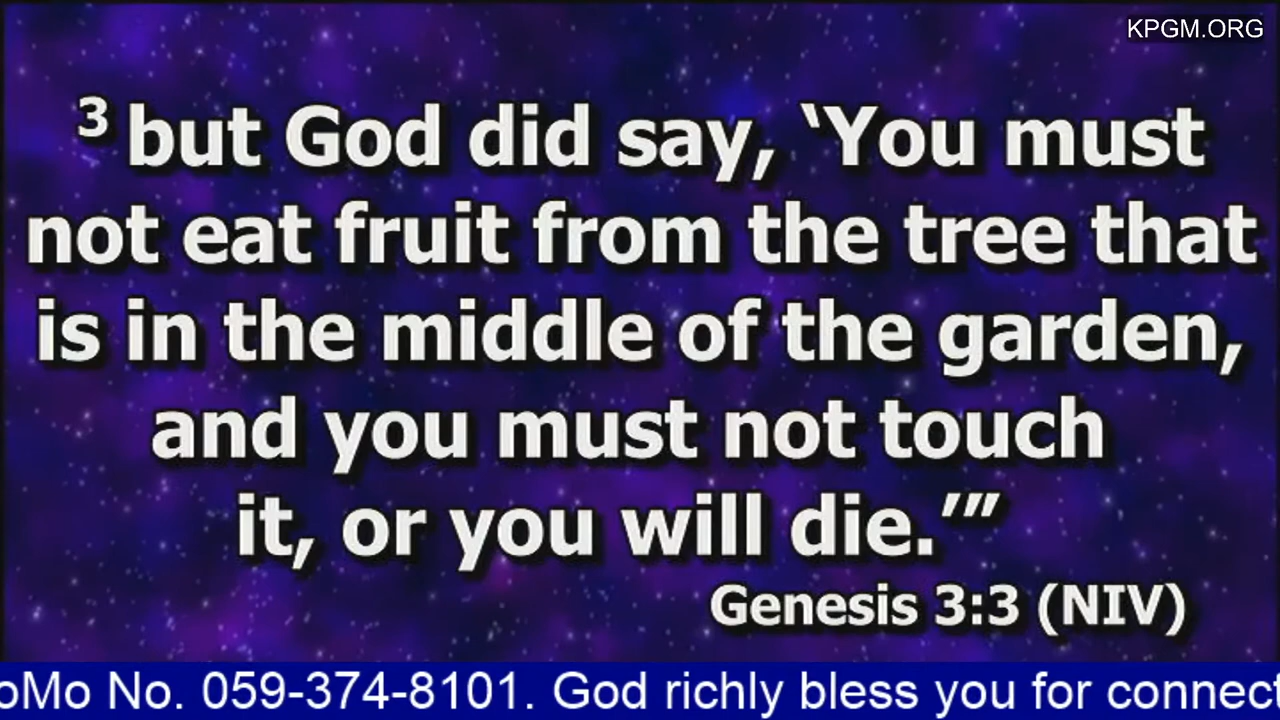 KPGM.ORG
3 but God did say, ‘You must
not eat fruit from the tree that
is in the middle of the garden,
and you must not touch
it, or you will die.’”
Genesis 3:3 (NIV)
oMo No. 059-374-8101. God richly bless you for connect